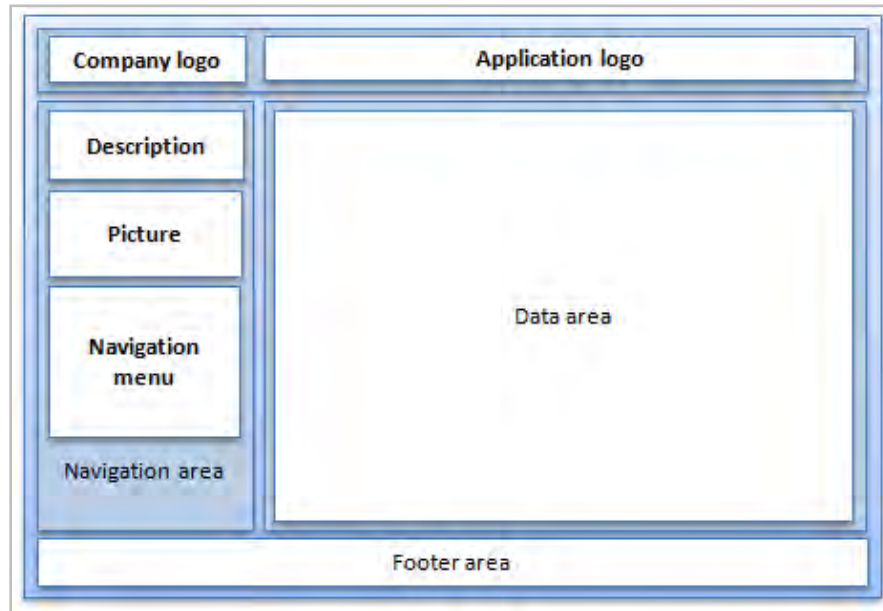 Company logo
Application logo
Description
Picture
Navigation
menu
Navigation area
Data area
Footer area